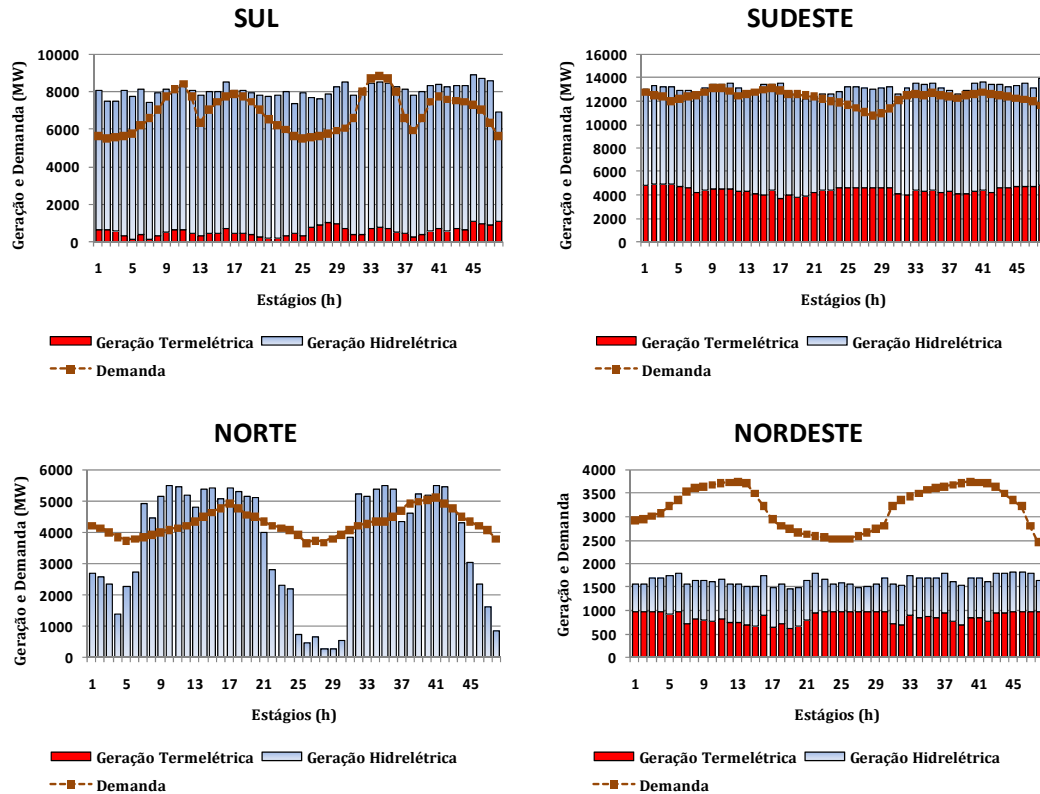 SUL
Geração e Demanda (MW)
10000
8000
6000
4000
2000
0
1 5 9 13 17 21 25 29 33 37 41 45
Estágios (h)
Geração Termelétrica Geração Hidrelétrica
Demanda
SUDESTE
Geração e Demanda (MW)
16000
14000
12000
10000
8000
6000
4000
2000
0
1 5 9 13 17 21 25 29 33 37 41 45
Estágios (h)
Geração Termelétrica Geração Hidrelétrica
Demanda
NORTE
Geração e Demanda (MW)
6000
5000
4000
3000
2000
1000
0
1 5 9 13 17 21 25 29 33 37 41 45
Estágios (h)
Geração Termelétrica Geração Hidrelétrica
Demanda
NORDESTE
Geração e Demanda
4000
3500
3000
2500
2000
1500
1000
500
0
1 5 9 13 17 21 25 29 33 37 41 45
Estágios (h)
Geração Termelétrica Geração Hidrelétrica
Demanda